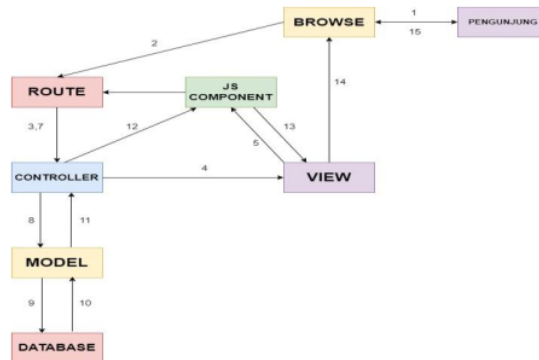 1
BROWSE
PENGUNJUNG
15
2
14
JS
COMPONENT
ROUTE
3,7
12
13
5
CONTROLLER
4
VIEW
8
11
MODEL
9
10
DATABASE